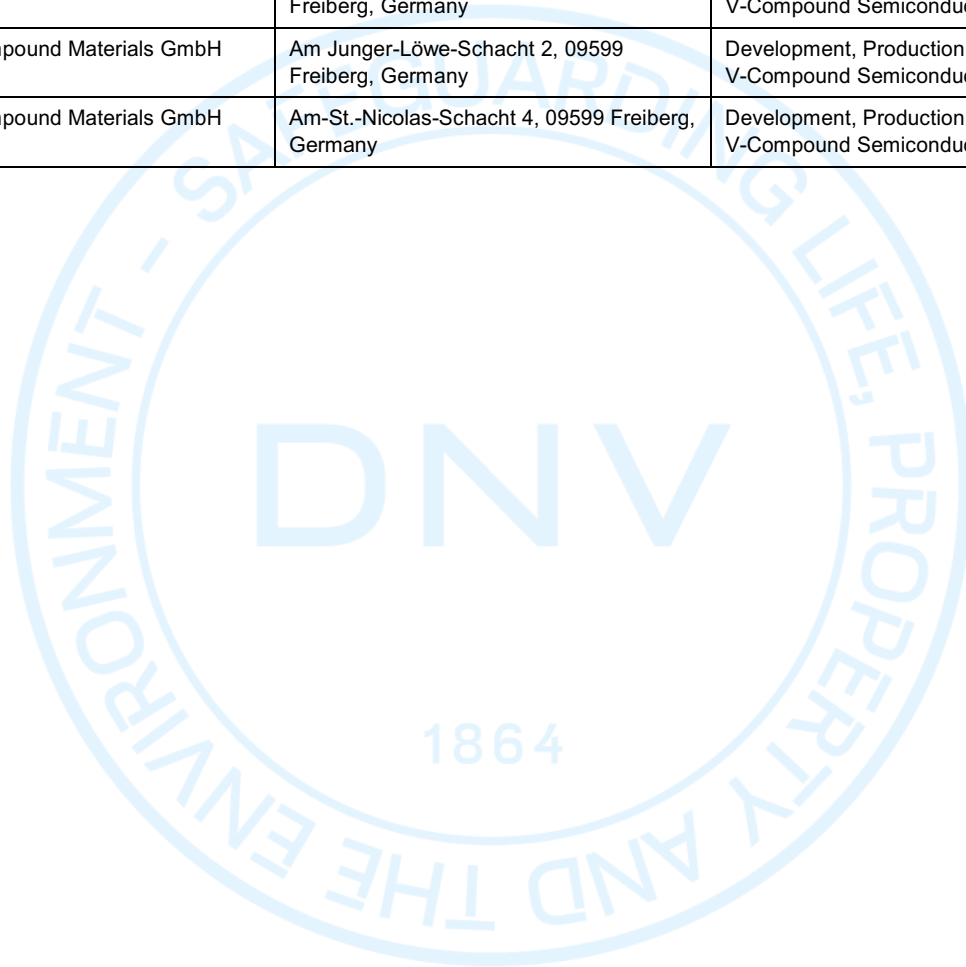 Freiberg, Germany
pound Materials GmbH
Am Junger-Löwe-Schacht 2, 09599
Freiberg, Germany
Development, Production
V-Compound Semicondu
pound Materials GmbH
Am-St.-Nicolas-Schacht 4, 09599 Freiberg,
Germany
Development, Production
V-Compound Semicondu
SAFEGUARDING LIFE, PROPERTY AND THE ENVIRONMENT -
DNV
1864